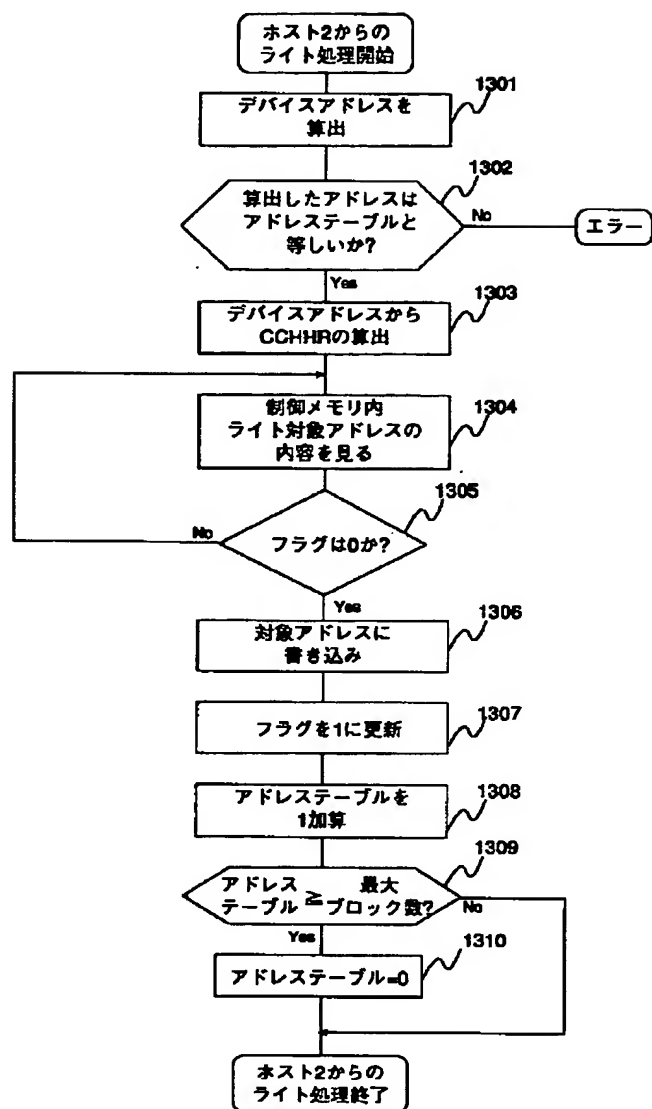 ホスト2からの
ライト処理開始
1301
デバイスアドレスを
算出
1302
算出したアドレスは
アドレステーブルと
等しいか?
No
エラー
Yes
1303
デバイスアドレスから
CCHHRの算出
1304
制御メモリ内
ライト対象アドレスの
内容を見る
1305
No
フラグは0か?
Yes
1306
対象アドレスに
書き込み
1307
フラグを1に更新
1308
アドレステーブルを
1加算
1309
アドレス 最大
テーブル ≧ ブロック数?
No
Yes
1310
アドレステーブル=0
ホスト2からの
ライト処理終了